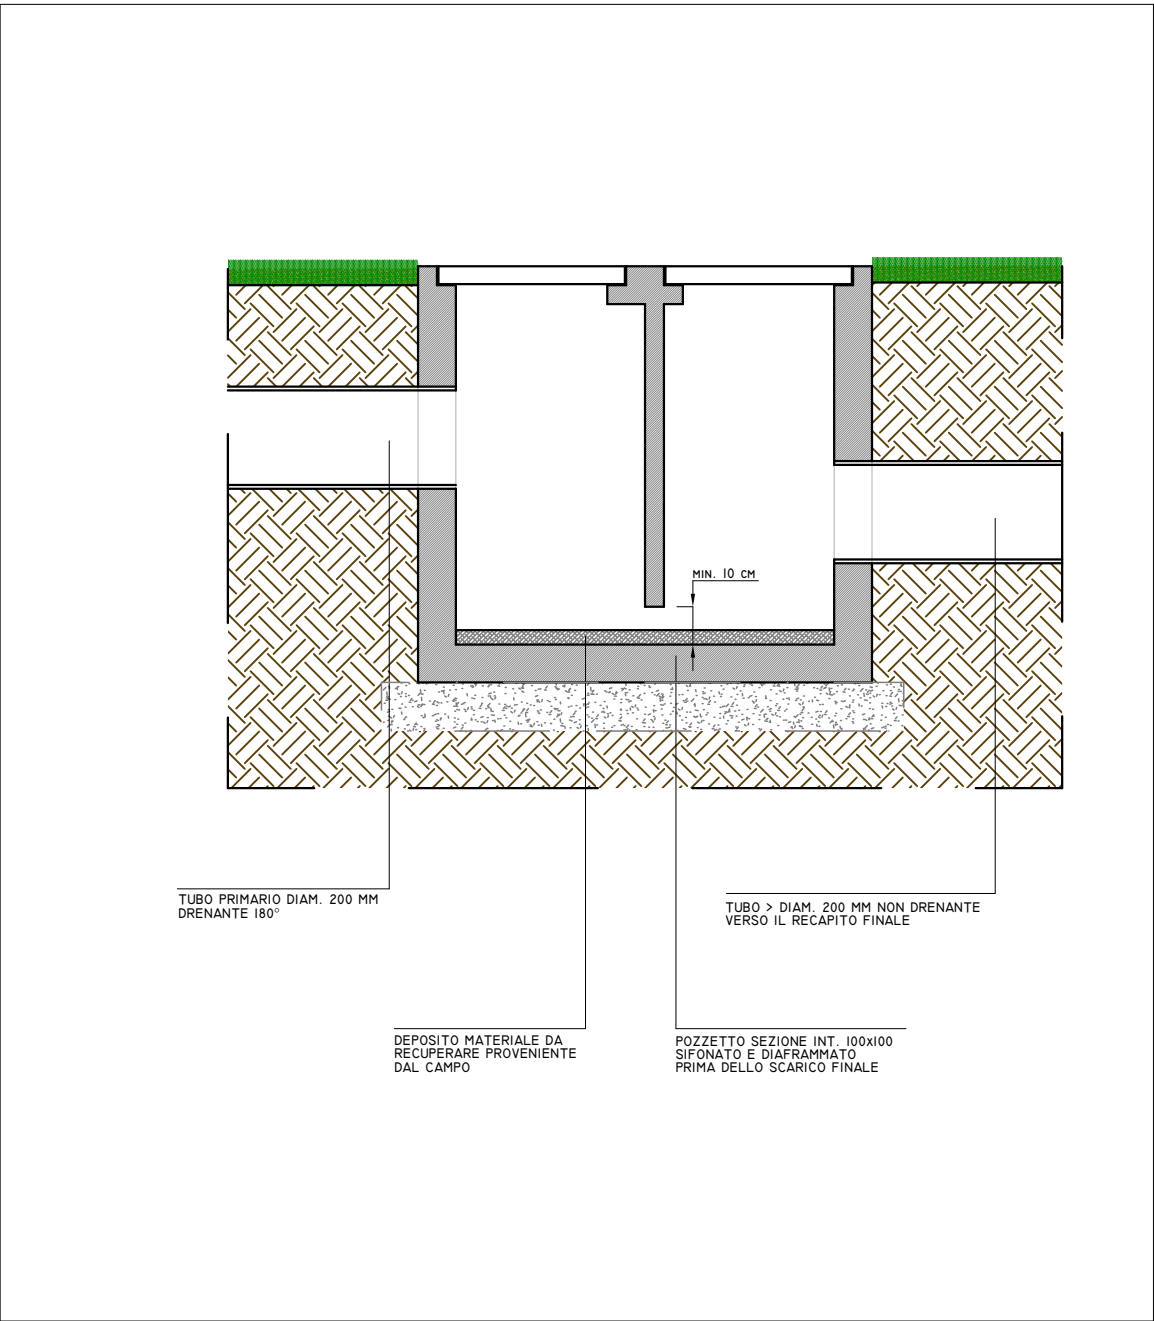 MIN. 10 CM
TUBO PRIMARIO DIAM. 200 MM
DRENANTE 180°
TUBO > DIAM. 200 MM NON DRENANTE
VERSO IL RECAPITO FINALE
DEPOSITO MATERIALE DA
RECUPERARE PROVENIENTE
DAL CAMPO
POZZETTO SEZIONE INT. 100x100
SIFONATO E DIAFRAMMATO
PRIMA DELLO SCARICO FINALE